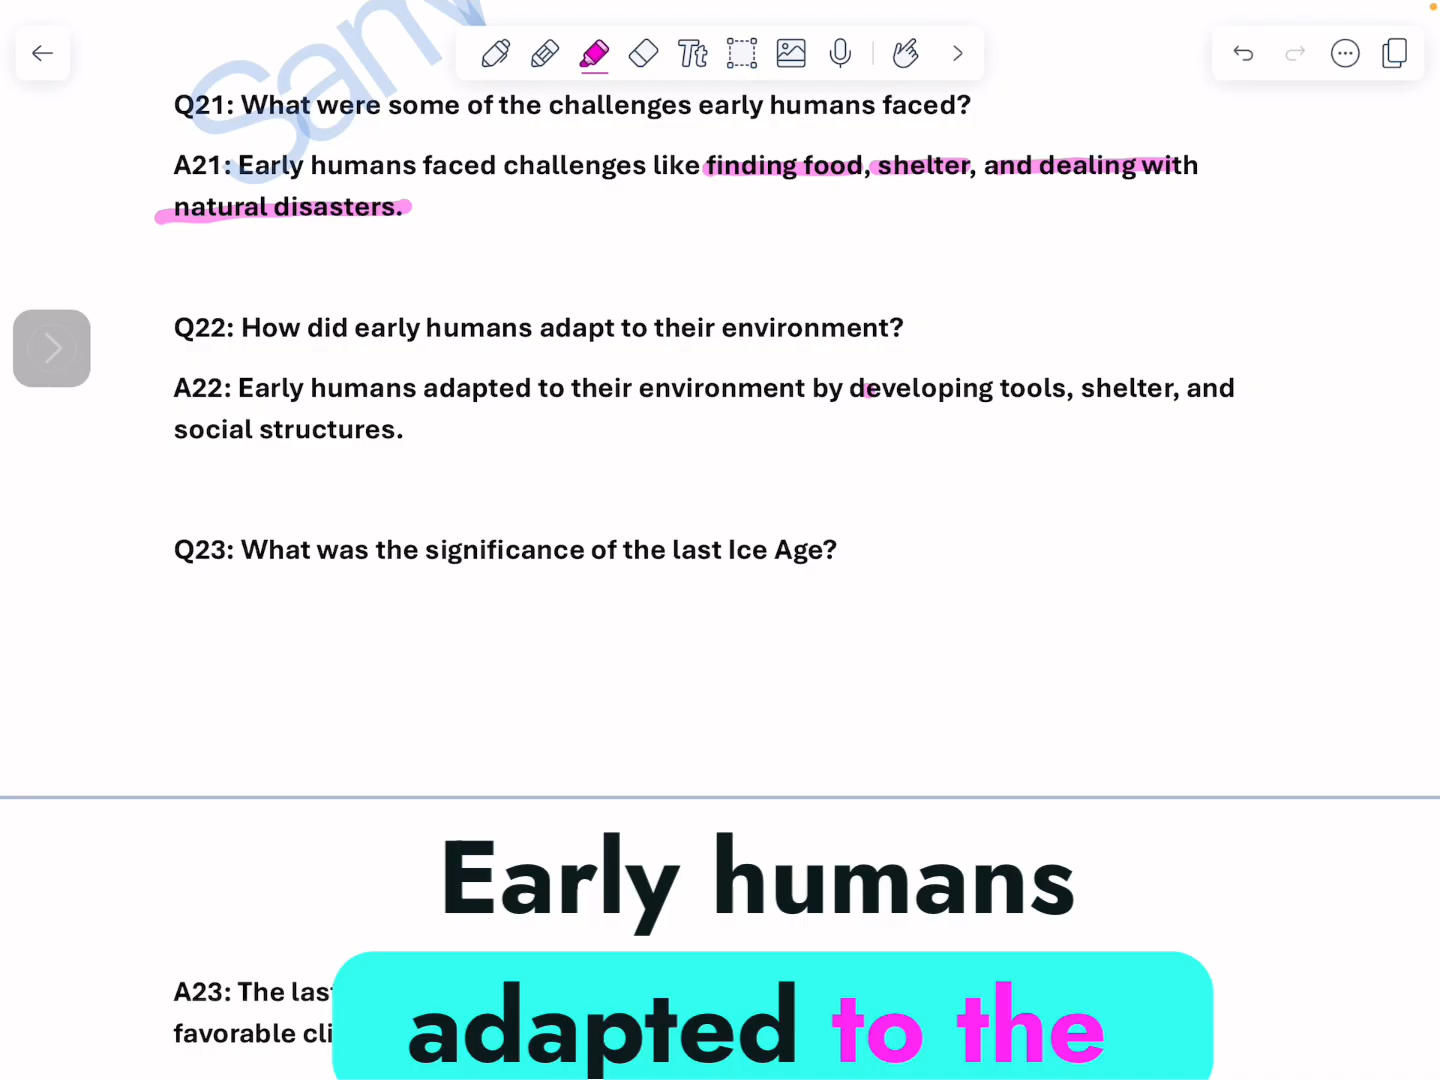 Q21: What were some of the challenges early humans faced?
A21: Early humans faced challenges like finding food, shelter, and dealing with
natural disasters.
Q22: How did early humans adapt to their environment?
A22: Early humans adapted to their environment by developing tools, shelter, and
social structures.
Q23: What was the significance of the last Ice Age?
Early humans
adapted to the
A23: The last
favorable cli